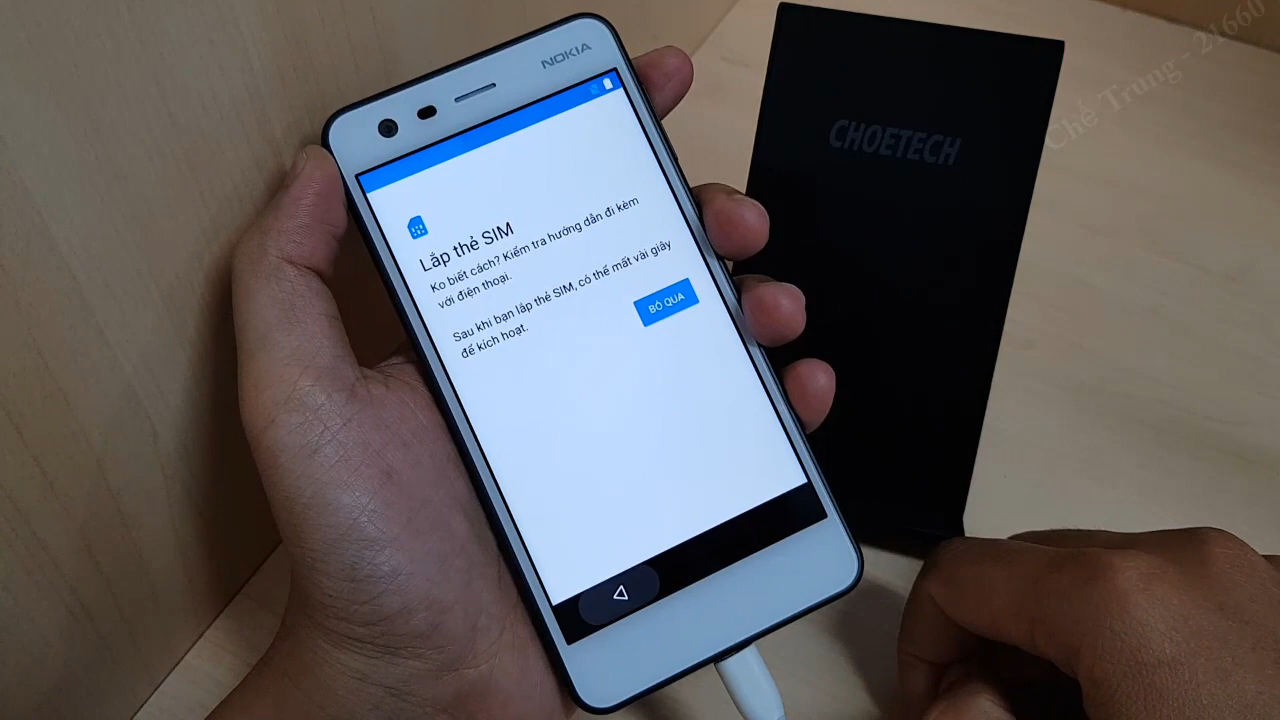 NOKIA
CHOETECH
Chế Trung - 21660
Lắp thẻ SIM
Ko biết cách? Kiểm tra hướng dẫn đi kèm
với điện thoại.
Sau khi bạn lắp thẻ SIM, có thể mất vài giây
để kích hoạt.
BỎ QUA